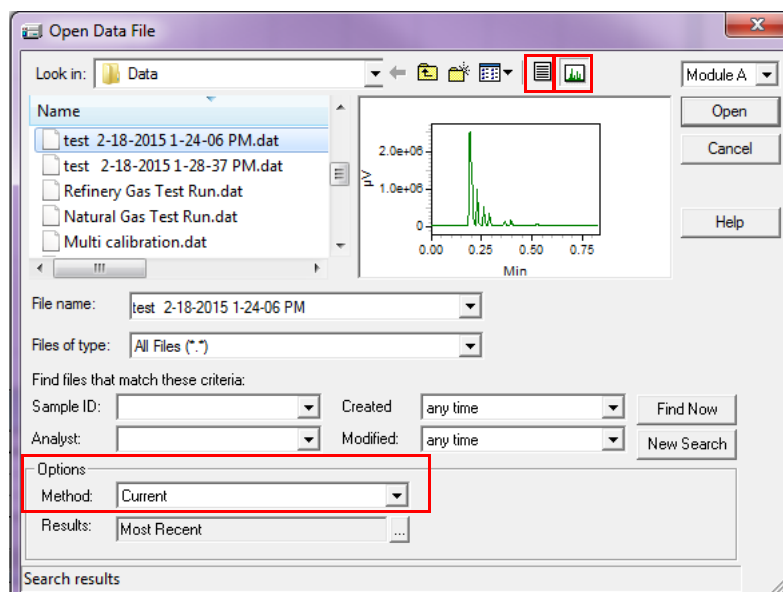 Open Data File
X
Look in: Data
Module A
Name
test 2-18-2015 1-24-06 PM.dat
test 2-18-2015 1-28-37 PM.dat
Refinery Gas Test Run.dat
Natural Gas Test Run.dat
Multi calibration.dat
µV
2.0e+06
1.0e+06
0
0.00 0.25 0.50 0.75
Min
Open
Cancel
Help
File name: test 2-18-2015 1-24-06 PM
Files of type: All Files (*.*)
Find files that match these criteria:
Sample ID: Created any time Find Now
Analyst: Modified: any time New Search
Options
Method: Current
Results: Most Recent ...
Search results